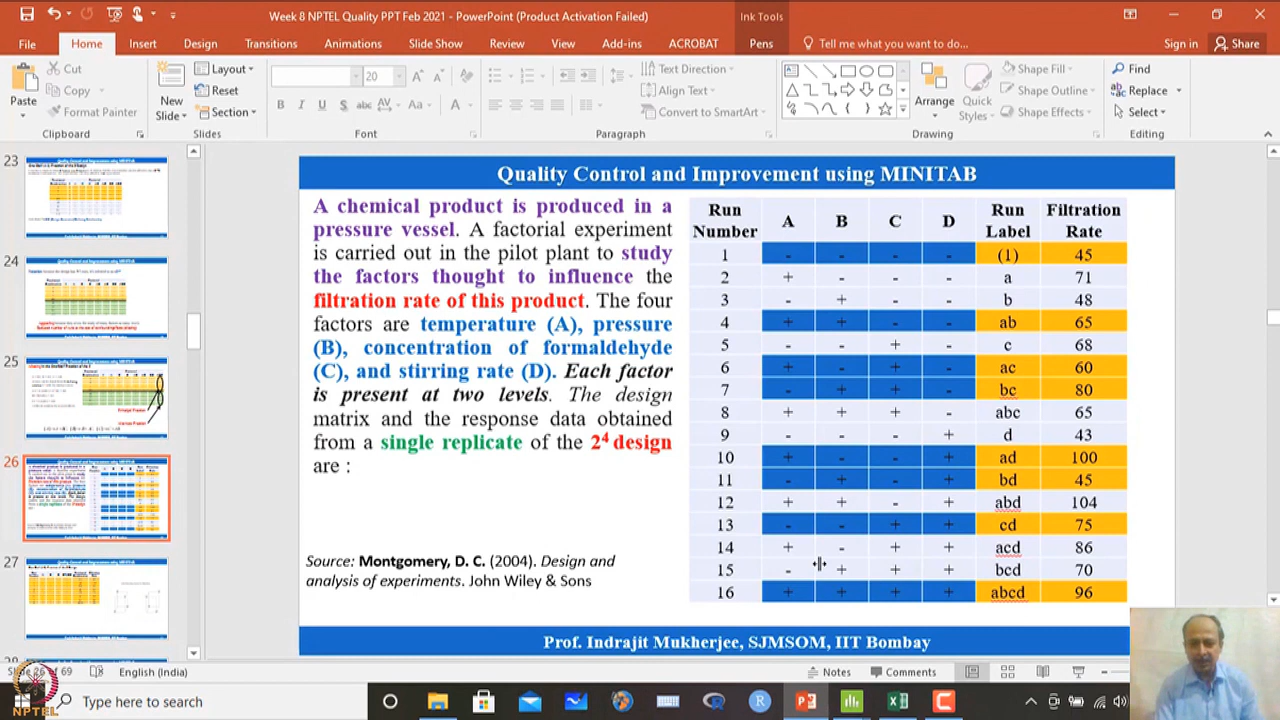 Week 8 NPTEL Quality PPT Feb 2021 - PowerPoint (Product Activation Failed)
Ink Tools
File
Home
Insert
Design
Transitions
Animations
Slide Show
Review
View
Add-ins
ACROBAT
Pens
Tell me what you want to do...
Sign in
Share
Paste
Cut
Copy
Format Painter
Clipboard
New
Slide
Layout
Reset
Section
Slides
20
Font
Text Direction
Align Text
Convert to SmartArt
Paragraph
Arrange
Quick
Styles
Shape Fill
Shape Outline
Shape Effects
Drawing
Find
Replace
Select
Editing
23
24
25
26
27
Quality Control and Improvement using MINITAB
A chemical product is produced in a
pressure vessel. A factorial experiment
is carried out in the pilot plant to study
the factors thought to influence the
filtration rate of this product. The four
factors are temperature (A), pressure
(B), concentration of formaldehyde
(C), and stirring rate (D). Each factor
is present at two levels. The design
matrix and the response data obtained
from a single replicate of the 2⁴ design
are :
Source: Montgomery, D. C. (2004). Design and
analysis of experiments. John Wiley & Sons
Run Number A B C D Run Label Filtration Rate
1 - - - - (1) 45
2 + - - - a 71
3 - + - - b 48
4 + + - - ab 65
5 - - + - c 68
6 + - + - ac 60
7 - + + - bc 80
8 + + + - abc 65
9 - - - + d 43
10 + - - + ad 100
11 - + - + bd 45
12 + + - + abd 104
13 - - + + cd 75
14 + - + + acd 86
15 - + + + bcd 70
16 + + + + abcd 96
Prof. Indrajit Mukherjee, SJMSOM, IIT Bombay
Slide 26 of 69
English (India)
Notes
Comments
NPTEL
Type here to search